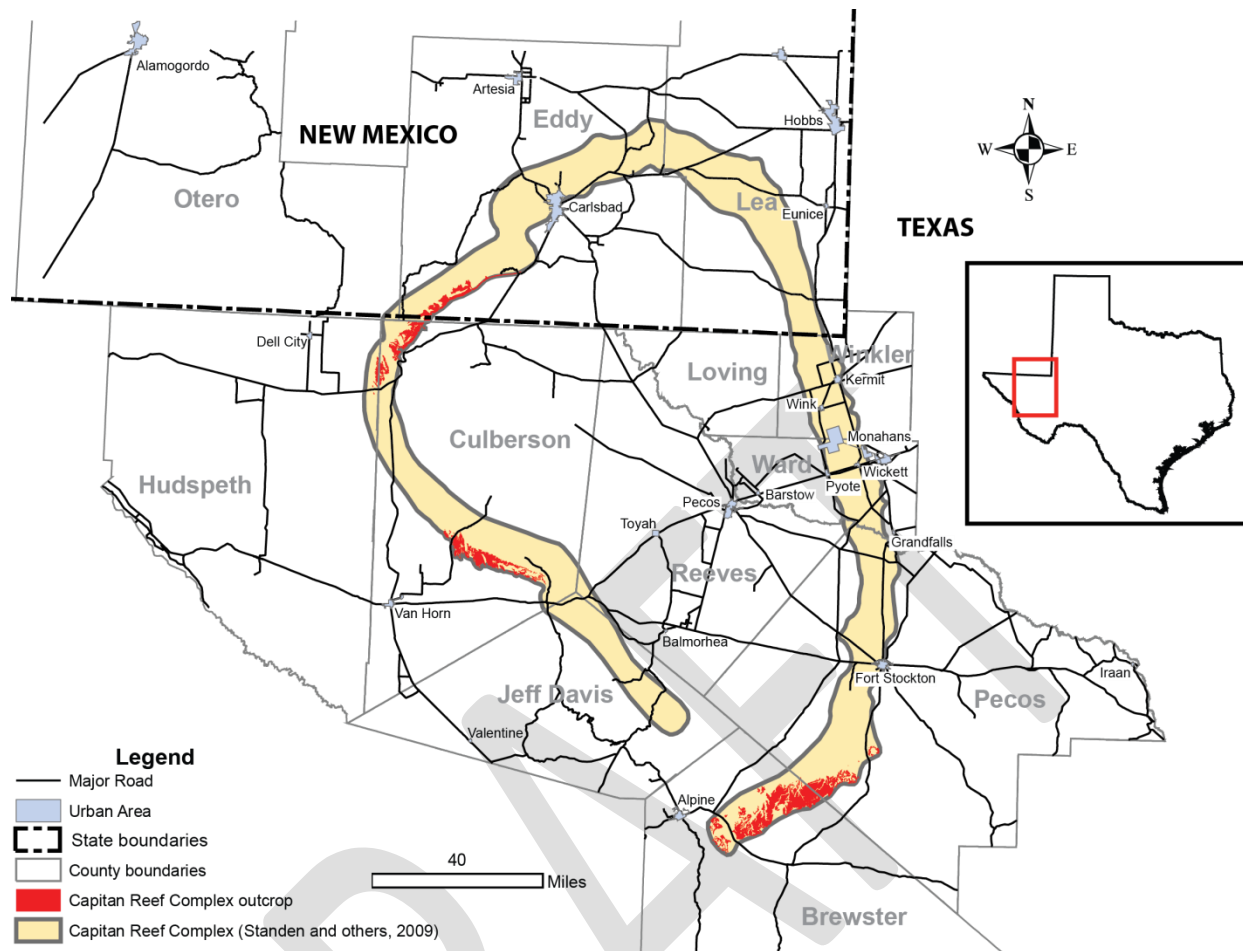 Alamogordo
Artesia
NEW MEXICO
Eddy
Hobbs
N
W
E
S
Otero
Carlsbad
Lea
Eunice
TEXAS
Dell City
Loving
Winkler
Kermit
Wink
Culberson
Monahans
Ward
Wickett
Hudspeth
Pyote
Pecos
Barstow
Toyah
Grandfalls
Reeves
Van Horn
Balmorhea
Fort Stockton
Iraan
Jeff Davis
Pecos
Valentine
Alpine
Brewster
Legend
Major Road
Urban Area
State boundaries
County boundaries
Capitan Reef Complex outcrop
Capitan Reef Complex (Standen and others, 2009)
40
Miles
DRAFT